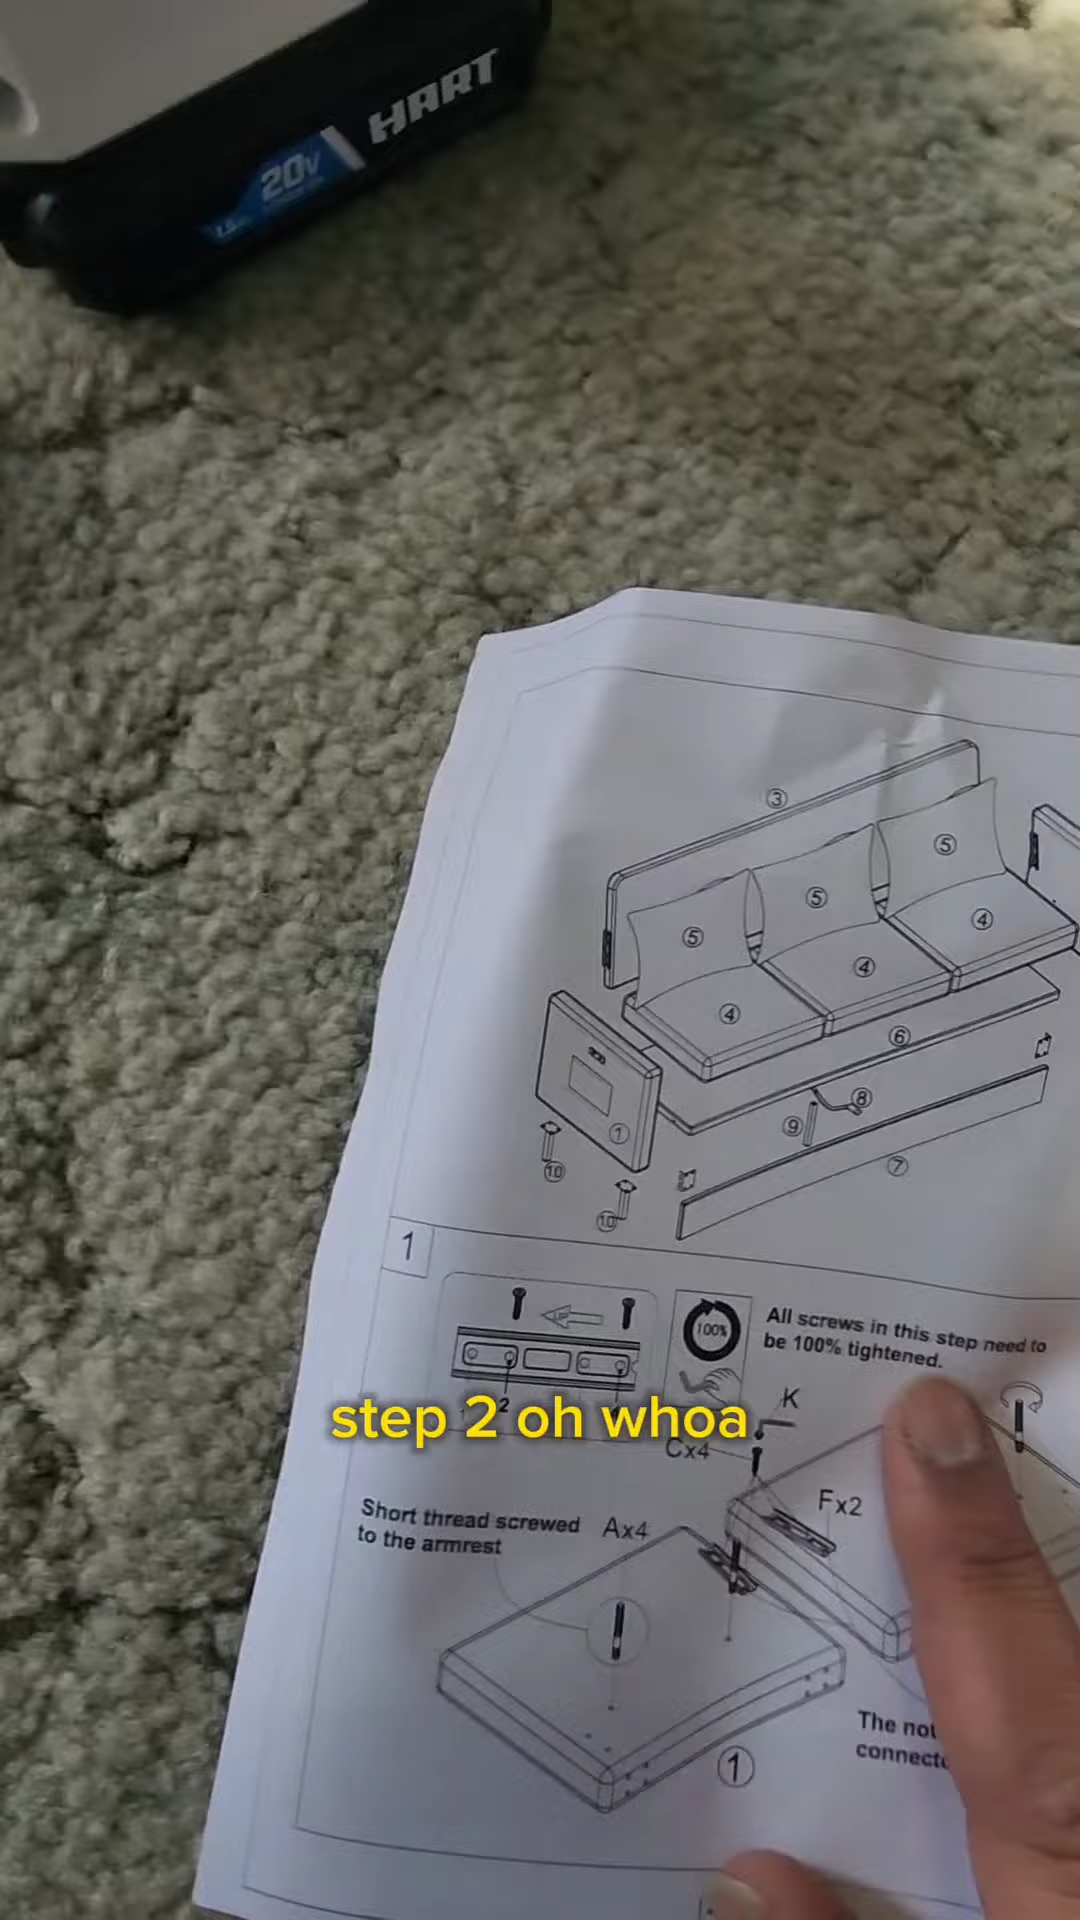 HART
20V
3
5
5
5
4
4
4
6
8
9
1
7
10
10
1
UP
100%
All screws in this step need to
be 100% tightened.
K
2
step 2 oh whoa
Cx4
Fx2
Short thread screwed
to the armrest
Ax4
The not
1